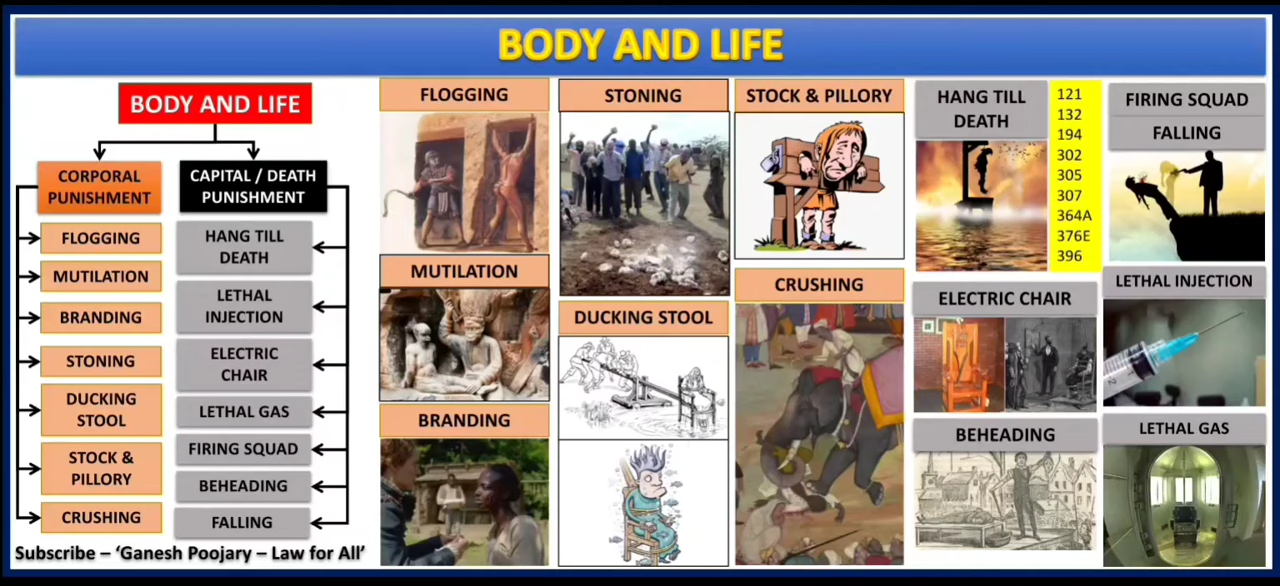 BODY AND LIFE
BODY AND LIFE
CORPORAL
PUNISHMENT
FLOGGING
MUTILATION
BRANDING
STONING
DUCKING
STOOL
STOCK &
PILLORY
CRUSHING
CAPITAL / DEATH
PUNISHMENT
HANG TILL
DEATH
LETHAL
INJECTION
ELECTRIC
CHAIR
LETHAL GAS
FIRING SQUAD
BEHEADING
FALLING
Subscribe – ‘Ganesh Poojary – Law for All’
FLOGGING
MUTILATION
BRANDING
STONING
DUCKING STOOL
STOCK & PILLORY
CRUSHING
HANG TILL
DEATH
121
132
194
302
305
307
364A
376E
396
ELECTRIC CHAIR
BEHEADING
FIRING SQUAD
FALLING
LETHAL INJECTION
LETHAL GAS